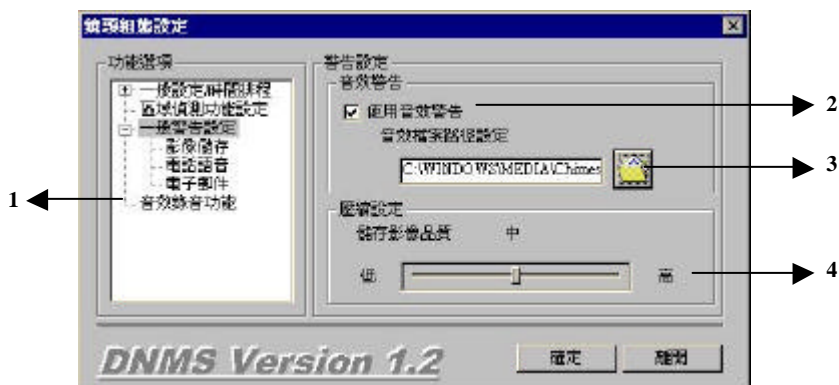 鏡頭組態設定
功能選項
一般設定/時間排程
區域偵測功能設定
一般警告設定
影像儲存
電話語音
電子郵件
音效錄音功能
警告設定
音效警告
使用音效警告
音效檔案路徑設定
C:\WINDOWS\MEDIA\Chimes
壓縮設定
儲存影像品質 中
低 高
DNMS Version 1.2
確定 離開
1
2
3
4